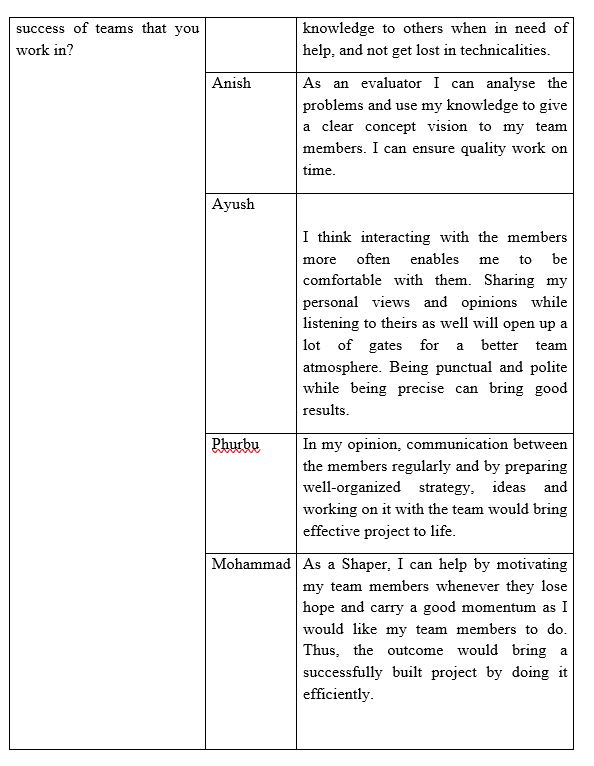 success of teams that you
work in?
knowledge to others when in need of
help, and not get lost in technicalities.
Anish
As an evaluator I can analyse the
problems and use my knowledge to give
a clear concept vision to my team
members. I can ensure quality work on
time.
Ayush
I think interacting with the members
more often enables me to be
comfortable with them. Sharing my
personal views and opinions while
listening to theirs as well will open up a
lot of gates for a better team
atmosphere. Being punctual and polite
while being precise can bring good
results.
Phurbu
In my opinion, communication between
the members regularly and by preparing
well-organized strategy, ideas and
working on it with the team would bring
effective project to life.
Mohammad
As a Shaper, I can help by motivating
my team members whenever they lose
hope and carry a good momentum as I
would like my team members to do.
Thus, the outcome would bring a
successfully built project by doing it
efficiently.